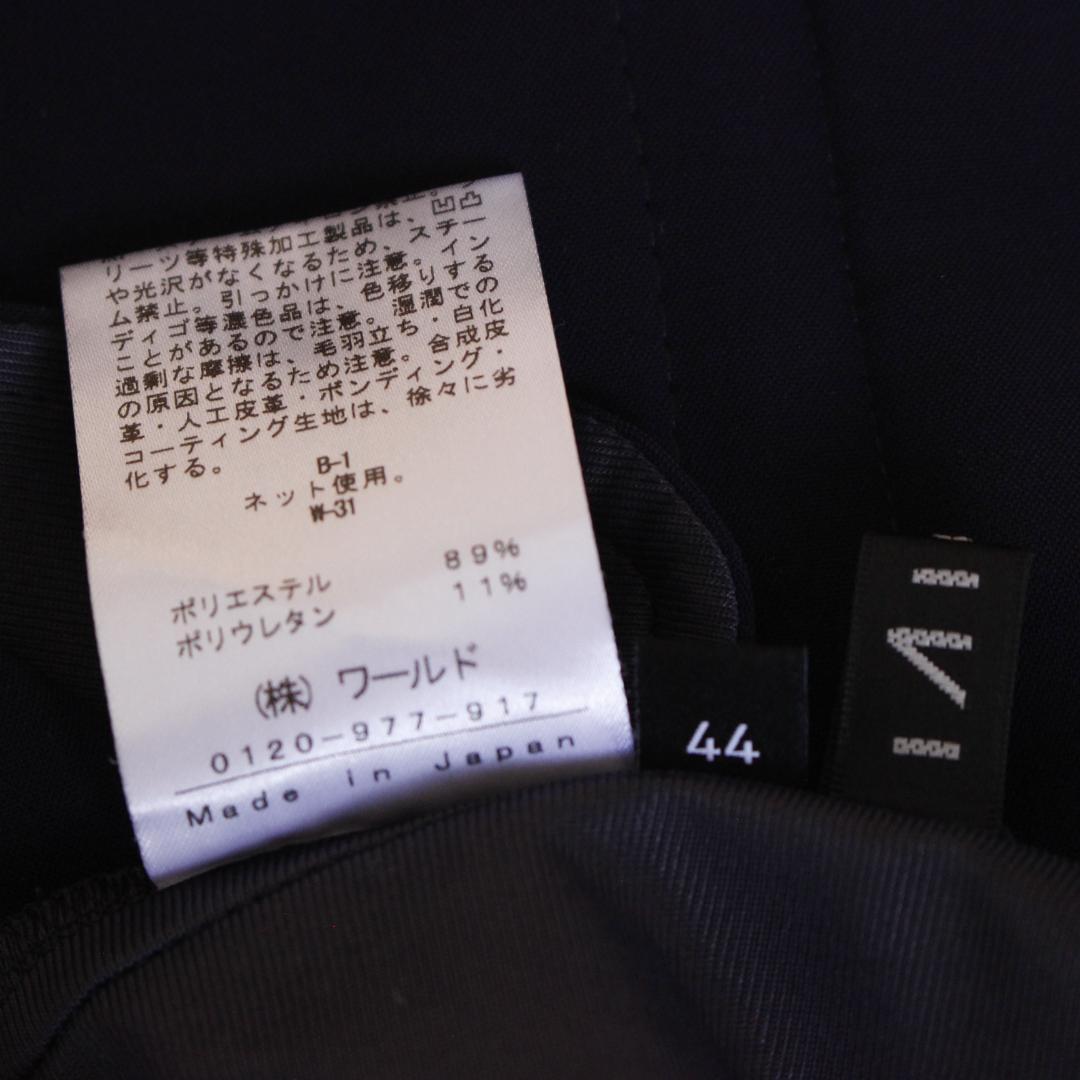 リーツ等特殊加工製品は、凹凸
や光沢がなくなるため、スチー
ム禁止。引っかけに注意。イン
ディゴ等濃色品は、色移りする
ことがあるので注意。湿潤での
過剰な摩擦は、毛羽立ち・白化
の原因となるため注意。合成皮
革・人工皮革・ボンディング・
コーティング生地は、徐々に劣
化する。
B-1
ネット使用。
W-31
ポリエステル 89%
ポリウレタン 11%
(株) ワールド
0120-977-917
Made in Japan
44